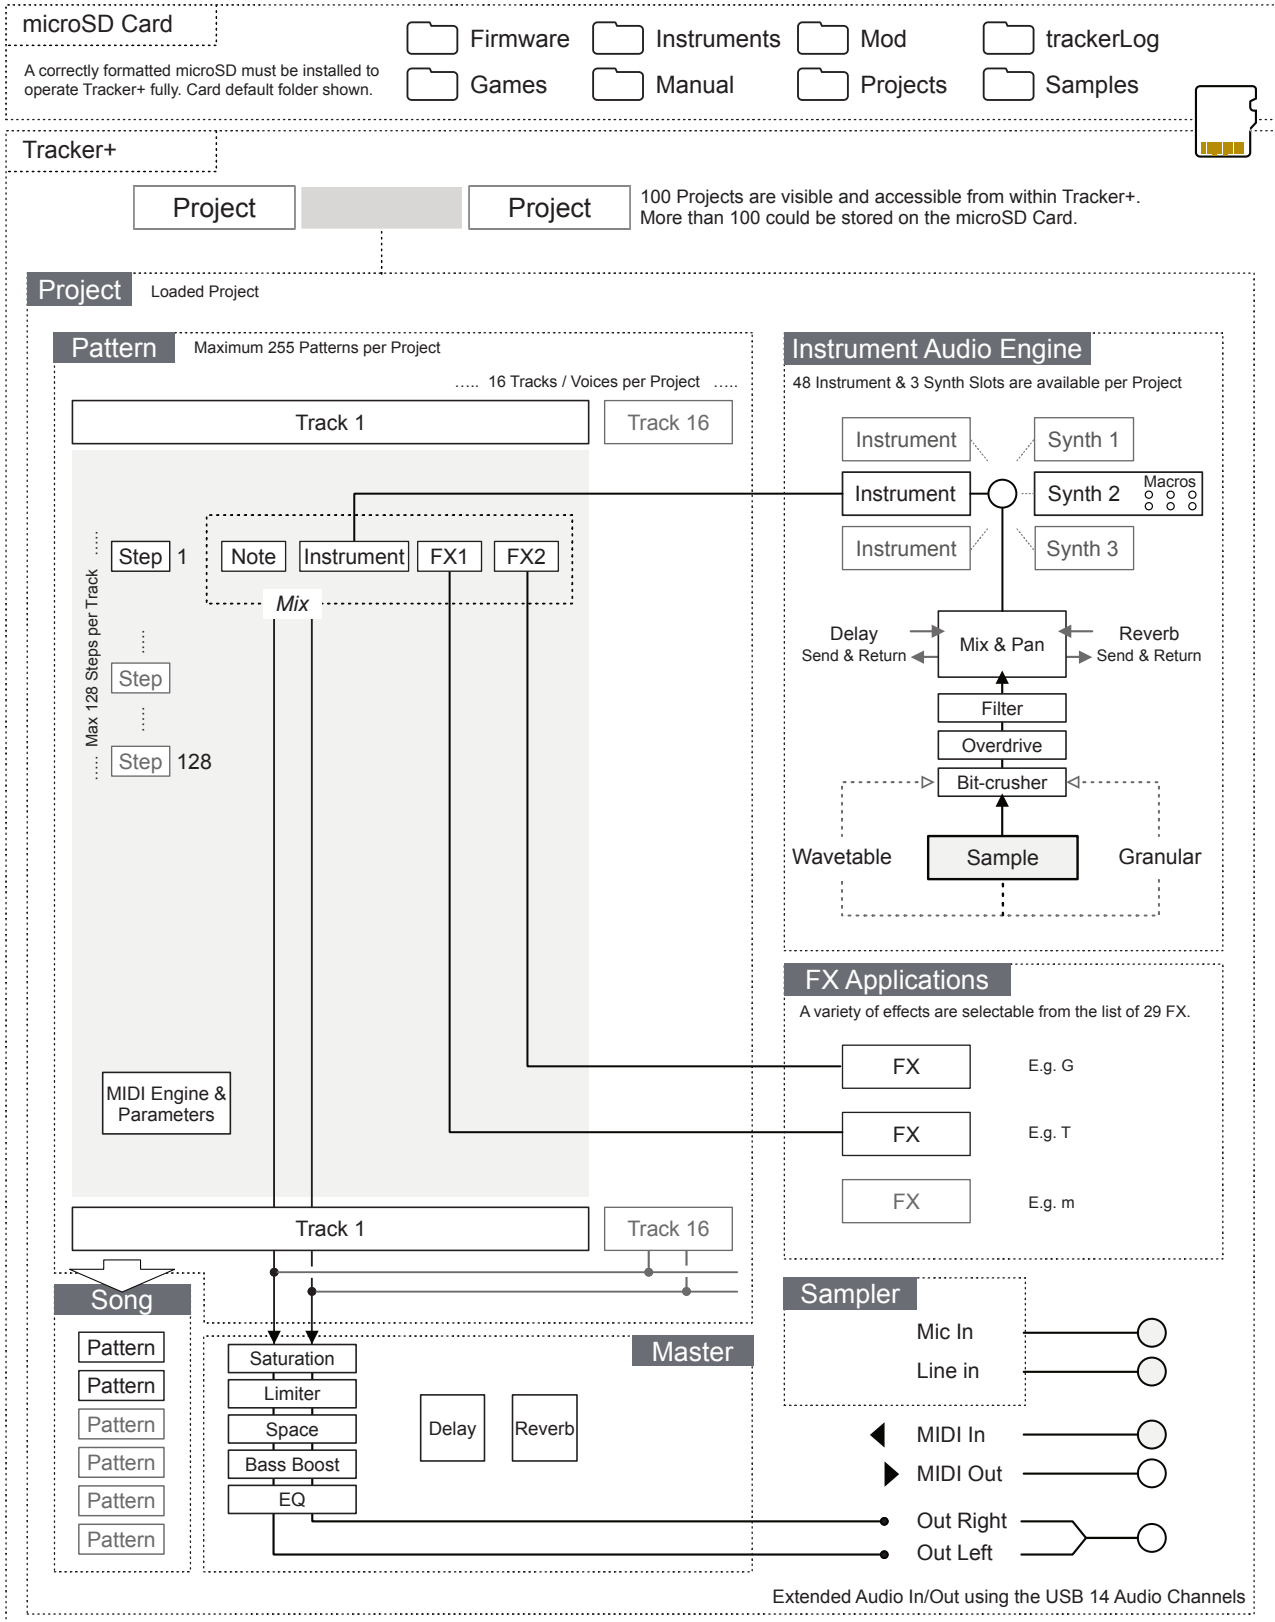 microSD Card
A correctly formatted microSD must be installed to
operate Tracker+ fully. Card default folder shown.
Firmware
Instruments
Mod
trackerLog
Games
Manual
Projects
Samples
Tracker+
Project
Project
100 Projects are visible and accessible from within Tracker+.
More than 100 could be stored on the microSD Card.
Project
Loaded Project
Pattern
Maximum 255 Patterns per Project
..... 16 Tracks / Voices per Project .....
Track 1
Track 16
Max 128 Steps per Track
Step 1
Note
Instrument
FX1
FX2
Mix
Step
Step 128
MIDI Engine &
Parameters
Track 1
Track 16
Instrument Audio Engine
48 Instrument & 3 Synth Slots are available per Project
Instrument
Synth 1
Instrument
Synth 2
Macros
Instrument
Synth 3
Delay
Send & Return
Mix & Pan
Reverb
Send & Return
Filter
Overdrive
Bit-crusher
Wavetable
Sample
Granular
FX Applications
A variety of effects are selectable from the list of 29 FX.
FX
E.g. G
FX
E.g. T
FX
E.g. m
Song
Pattern
Pattern
Pattern
Pattern
Pattern
Pattern
Master
Saturation
Limiter
Space
Bass Boost
EQ
Delay
Reverb
Sampler
Mic In
Line in
MIDI In
MIDI Out
Out Right
Out Left
Extended Audio In/Out using the USB 14 Audio Channels